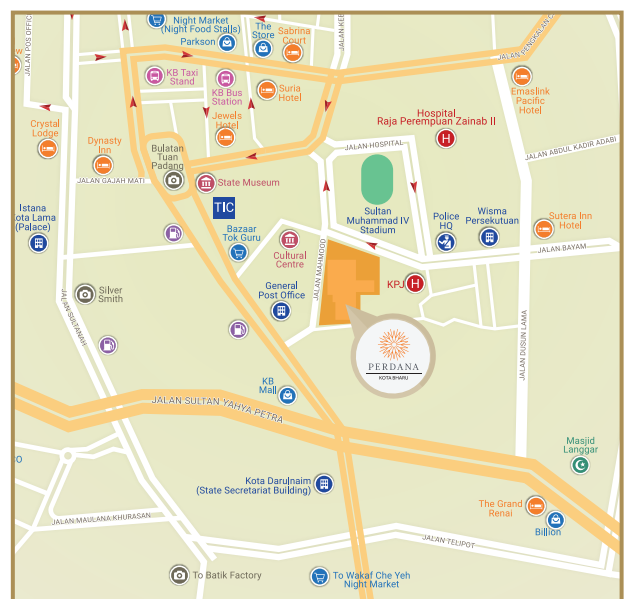 JALAN POS OFFIC
Night Market
(Night Food Stalls)
Parkson
The
Store
Sabrina
Court
JALAN KEE
JALAN PENGKALAN C
KB Taxi
Stand
KB Bus
Station
Suria
Hotel
Emaslink
Pacific
Hotel
Crystal
Lodge
Dynasty
Inn
Jewels
Hotel
Hospital
Raja Perempuan Zainab II
H
JALAN HOSPITAL
Bulatan
Tuan
Padang
JALAN ABDUL KADIR ADABI
JALAN GAJAH MATI
State Museum
TIC
Istana
Kota Lama
(Palace)
Sultan
Muhammad IV
Stadium
Police
HQ
Wisma
Persekutuan
Sutera Inn
Hotel
Bazaar
Tok Guru
Cultural
Centre
JALAN MAHMOOD
JALAN BAYAM
KPJ
H
General
Post Office
Silver
Smith
JALAN SULTANAH
JALAN DUSUN LAMA
PERDANA
KOTA BHARU
KB
Mall
JALAN SULTAN YAHYA PETRA
Masjid
Langgar
CO
Kota Darulnaim
(State Secretariat Building)
The Grand
Renai
JALAN MAULANA KHURASAN
Billion
JALAN TELIPOT
To Batik Factory
To Wakaf Che Yeh
Night Market